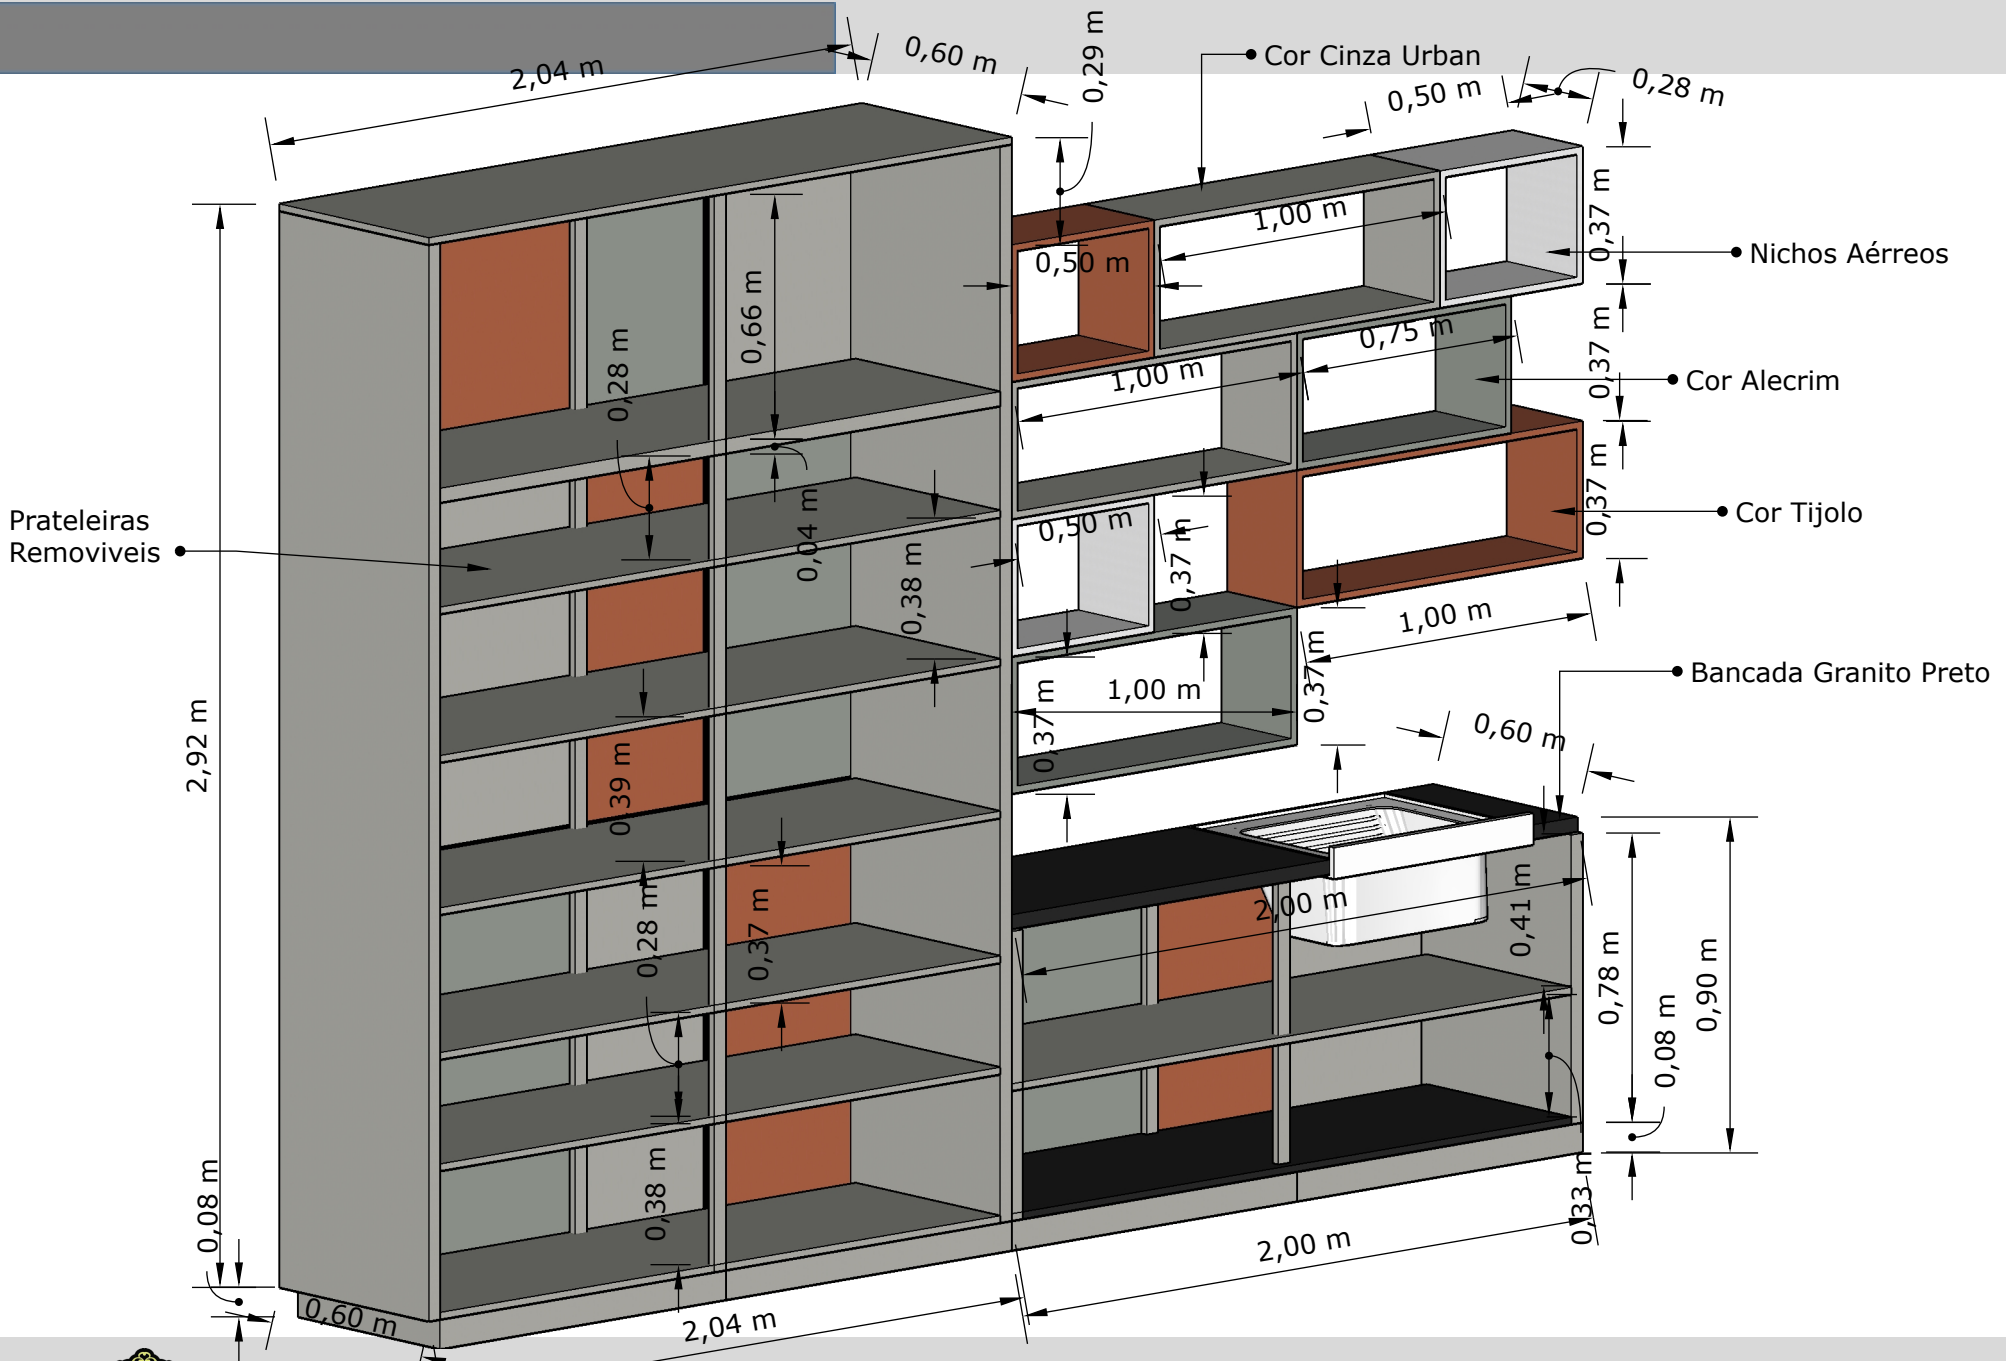 2,04 m
0,60 m
0,29 m
Cor Cinza Urban
0,50 m
0,28 m
1,00 m
0,37 m
Nichos Aérreos
0,50 m
0,66 m
0,28 m
0,75 m
0,37 m
1,00 m
Cor Alecrim
Prateleiras
Removiveis
0,04 m
0,38 m
0,50 m
0,37 m
0,37 m
Cor Tijolo
1,00 m
2,92 m
0,39 m
0,37 m
1,00 m
0,37 m
Bancada Granito Preto
0,60 m
0,28 m
0,37 m
2,00 m
0,41 m
0,78 m
0,08 m
0,90 m
0,08 m
0,38 m
0,33 m
2,00 m
0,60 m
2,04 m